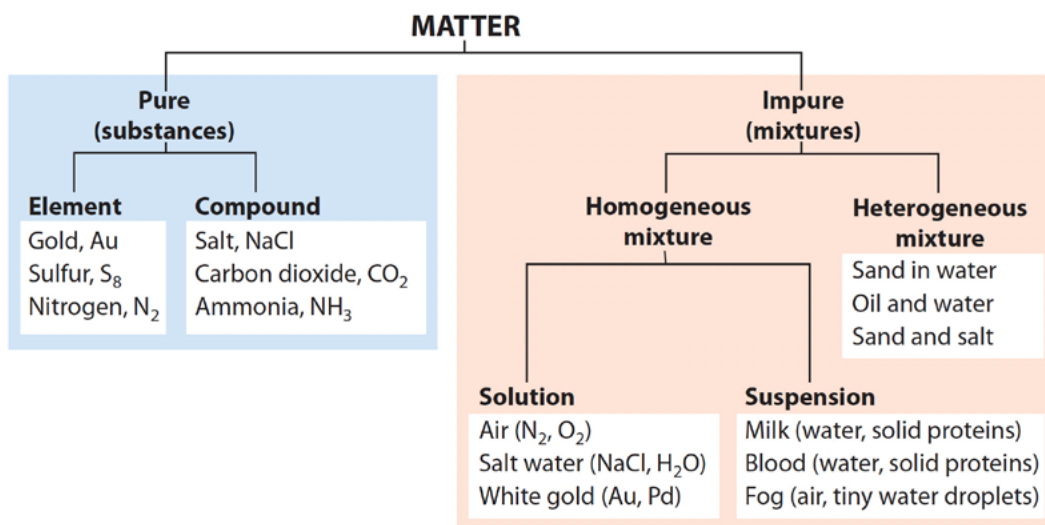 MATTER
Pure
(substances)
Element
Gold, Au
Sulfur, S₈
Nitrogen, N₂
Compound
Salt, NaCl
Carbon dioxide, CO₂
Ammonia, NH₃
Impure
(mixtures)
Homogeneous
mixture
Solution
Air (N₂, O₂)
Salt water (NaCl, H₂O)
White gold (Au, Pd)
Suspension
Milk (water, solid proteins)
Blood (water, solid proteins)
Fog (air, tiny water droplets)
Heterogeneous
mixture
Sand in water
Oil and water
Sand and salt